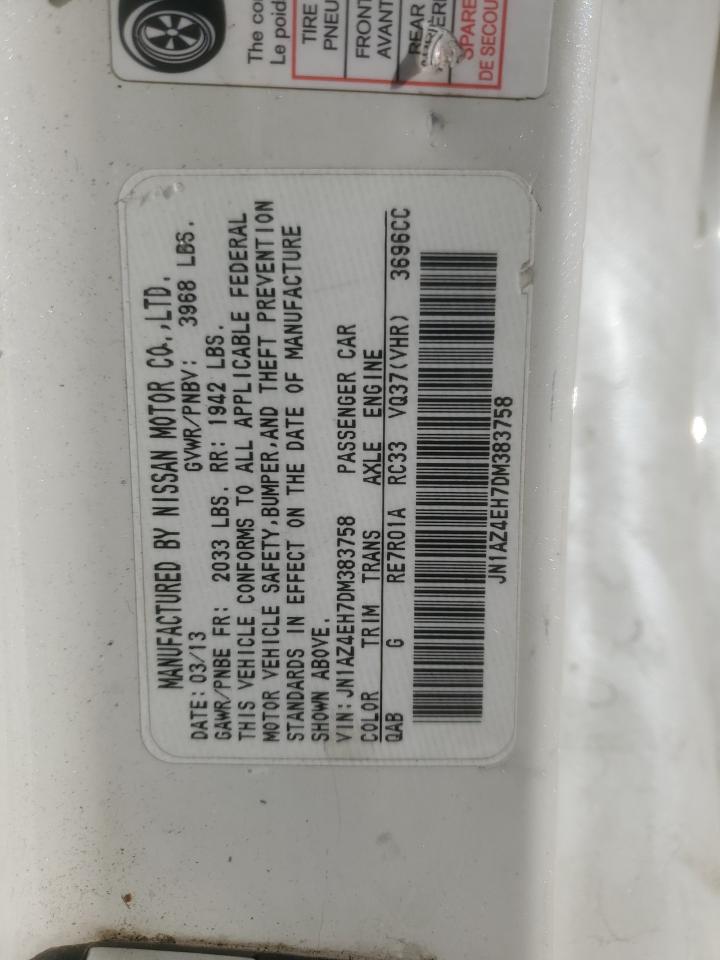 The co
Le poid
TIRE
PNEU
FRONT
AVANT
REAR
SPARE
DE SECOU
MANUFACTURED BY NISSAN MOTOR CO.,LTD.
DATE: 03/13 GVWR/PNBV: 3968 LBS.
GAWR/PNBE FR: 2033 LBS. RR: 1942 LBS.
THIS VEHICLE CONFORMS TO ALL APPLICABLE FEDERAL
MOTOR VEHICLE SAFETY,BUMPER,AND THEFT PREVENTION
STANDARDS IN EFFECT ON THE DATE OF MANUFACTURE
SHOWN ABOVE.
VIN: JN1AZ4EH7DM383758 PASSENGER CAR
COLOR TRIM TRANS AXLE ENGINE
QAB G RE7R01A RC33 VQ37(VHR) 3696CC
JN1AZ4EH7DM383758